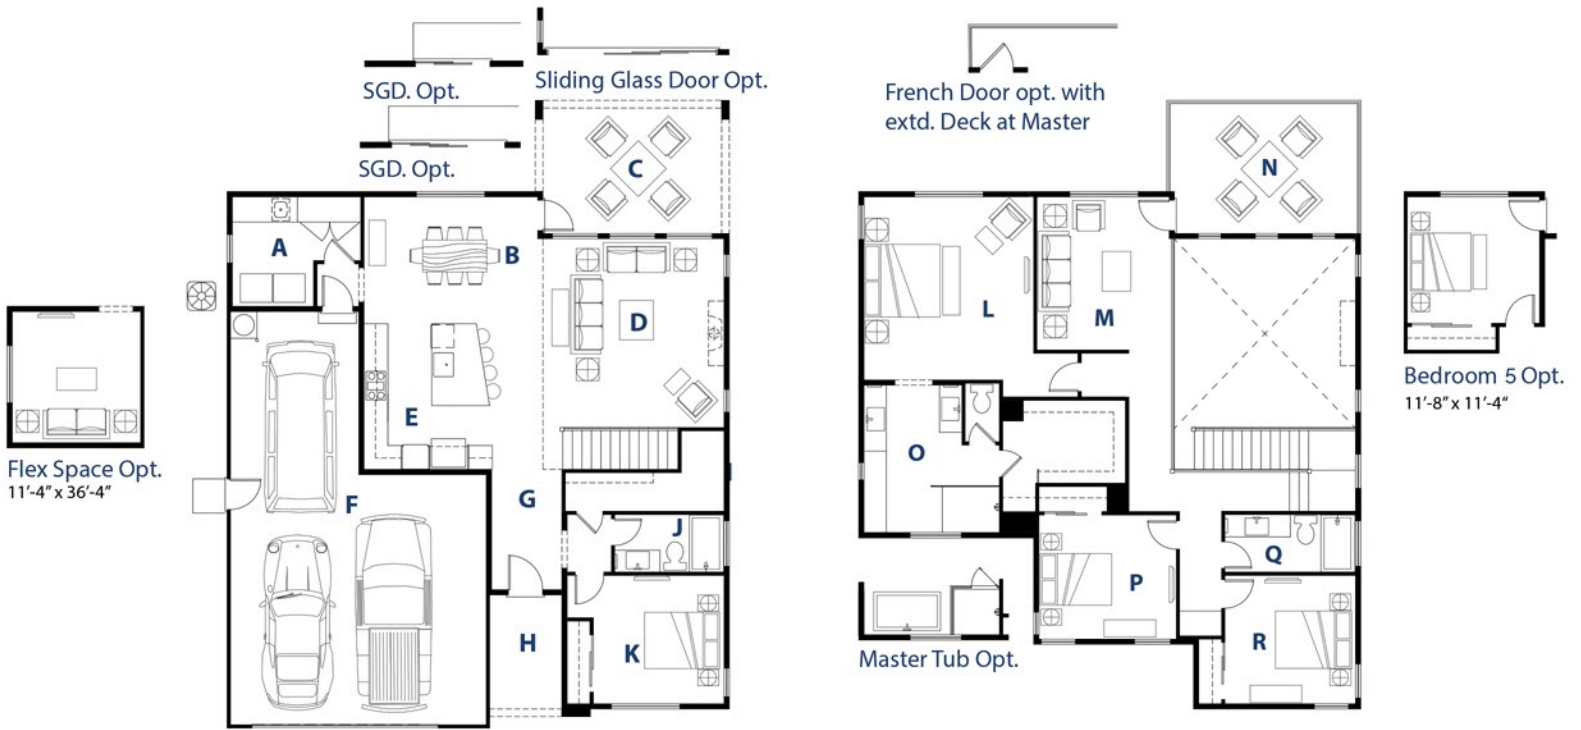 SGD. Opt.
Sliding Glass Door Opt.
SGD. Opt.
C
A
B
D
E
F
G
J
H
K
Flex Space Opt.
11'-4" x 36'-4"
French Door opt. with
extd. Deck at Master
N
L
M
O
P
Q
R
Master Tub Opt.
Bedroom 5 Opt.
11'-8" x 11'-4"